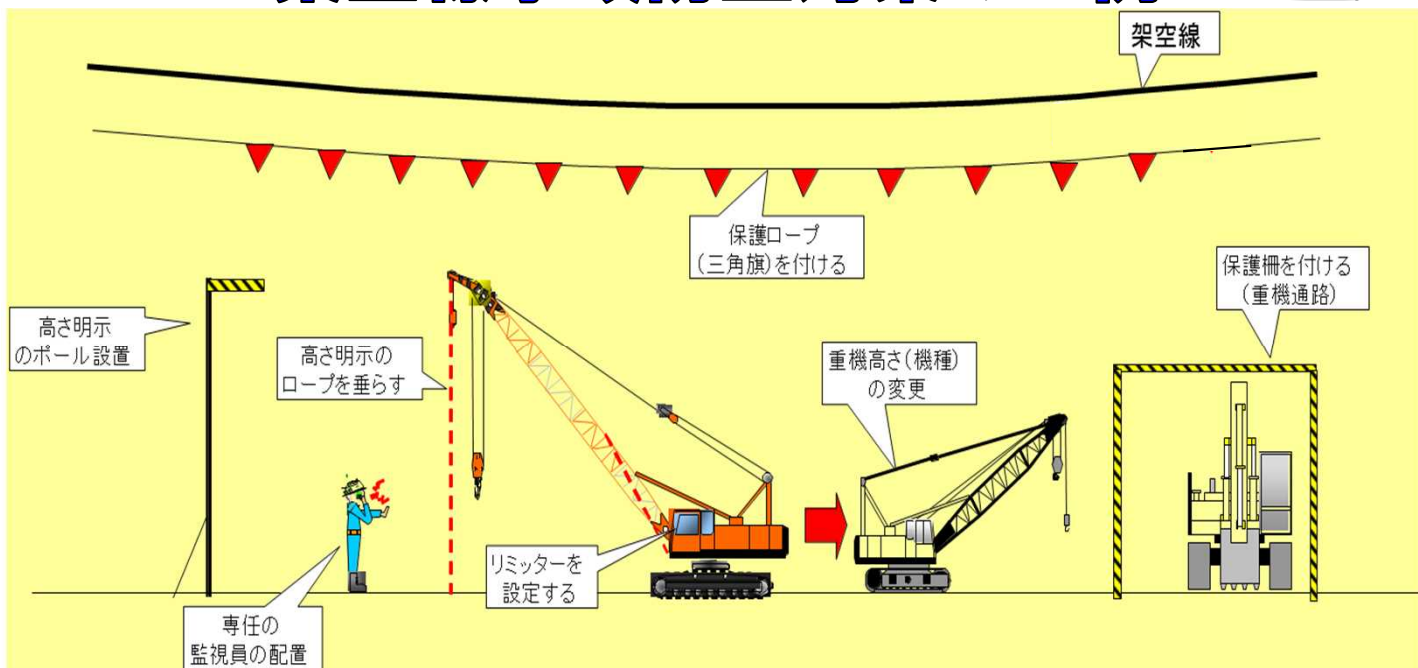 架空線
保護ロープ
(三角旗)を付ける
保護柵を付ける
(重機通路)
高さ明示
のポール設置
高さ明示の
ロープを垂らす
重機高さ(機種)
の変更
リミッターを
設定する
専任の
監視員の配置